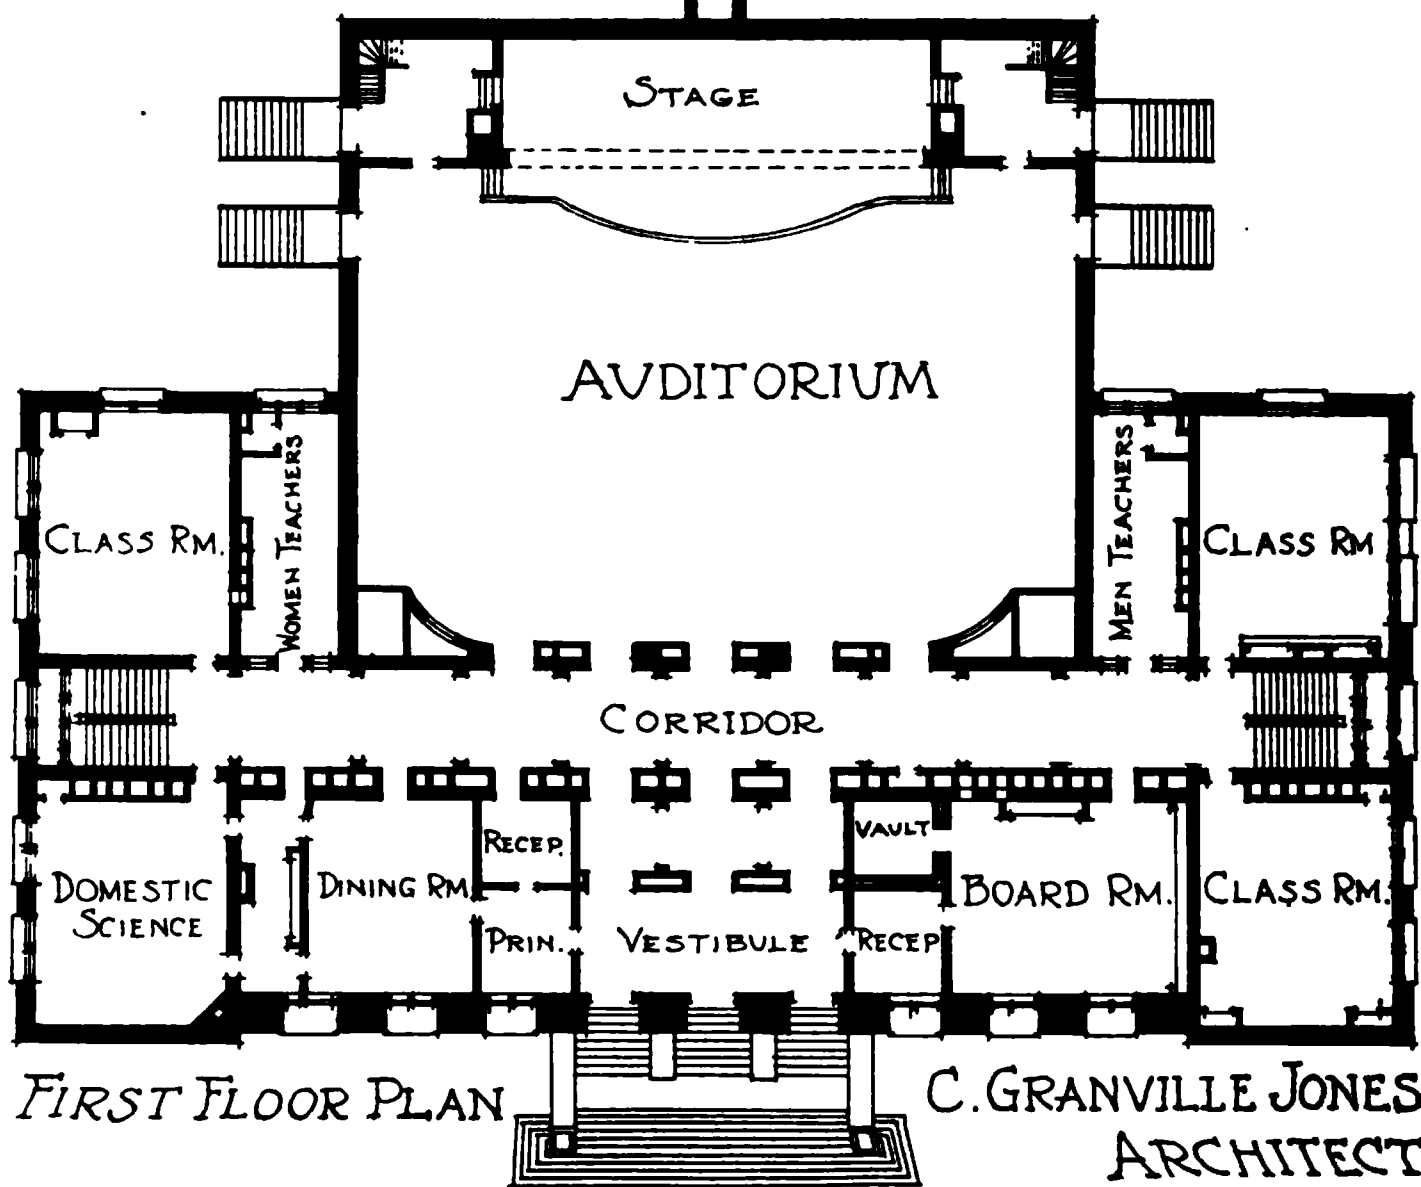 STAGE
AUDITORIUM
CLASS RM.
WOMEN TEACHERS
MEN TEACHERS
CLASS RM
CORRIDOR
RECEP.
VAULT
DOMESTIC
SCIENCE
DINING RM.
BOARD RM.
CLASS RM.
PRIN.
VESTIBULE
RECEP.
FIRST FLOOR PLAN
C. GRANVILLE JONES
ARCHITECT